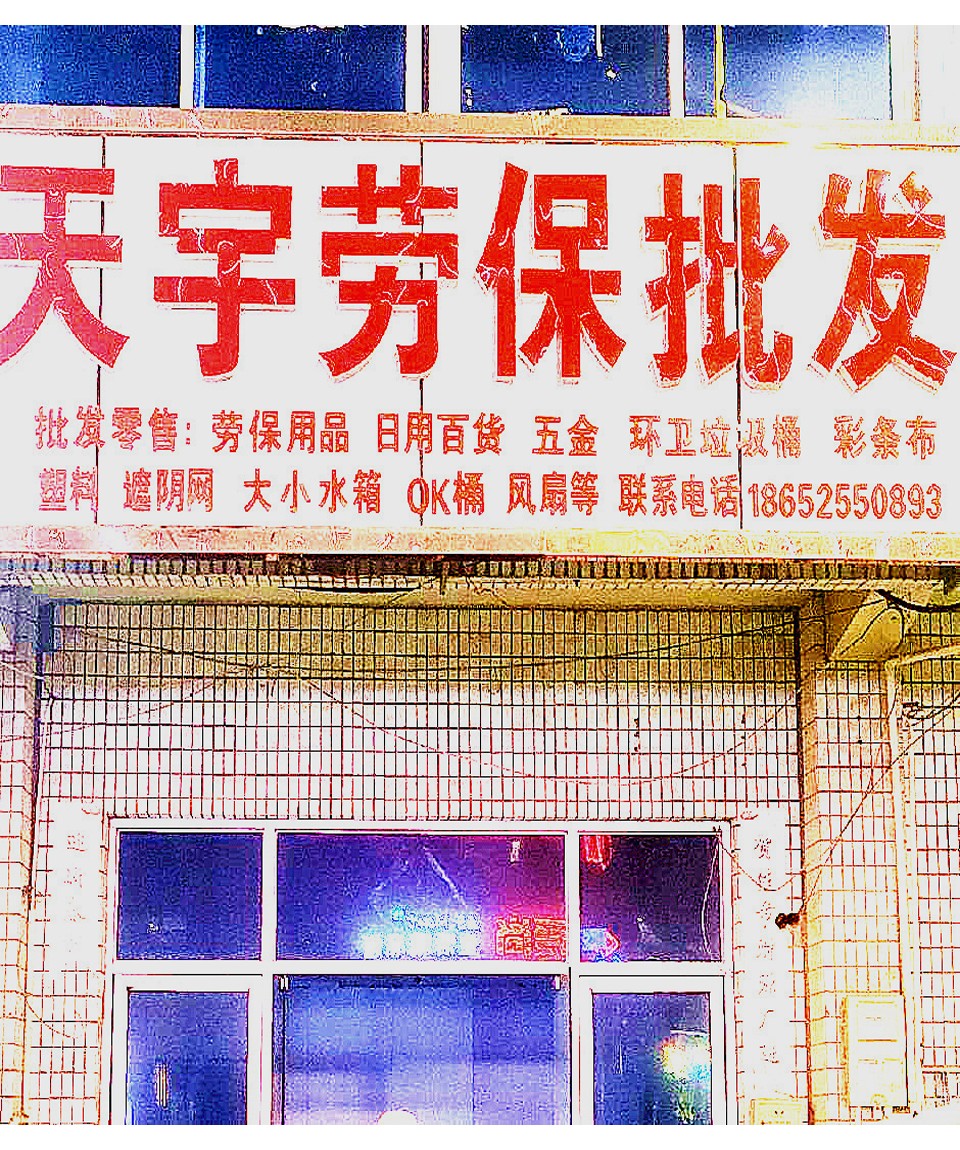 天宇劳保批发
批发零售：劳保用品 日用百货 五金 环卫垃圾桶 彩条布
塑料 遮阴网 大小水箱 QK桶 风扇等 联系电话18652550893